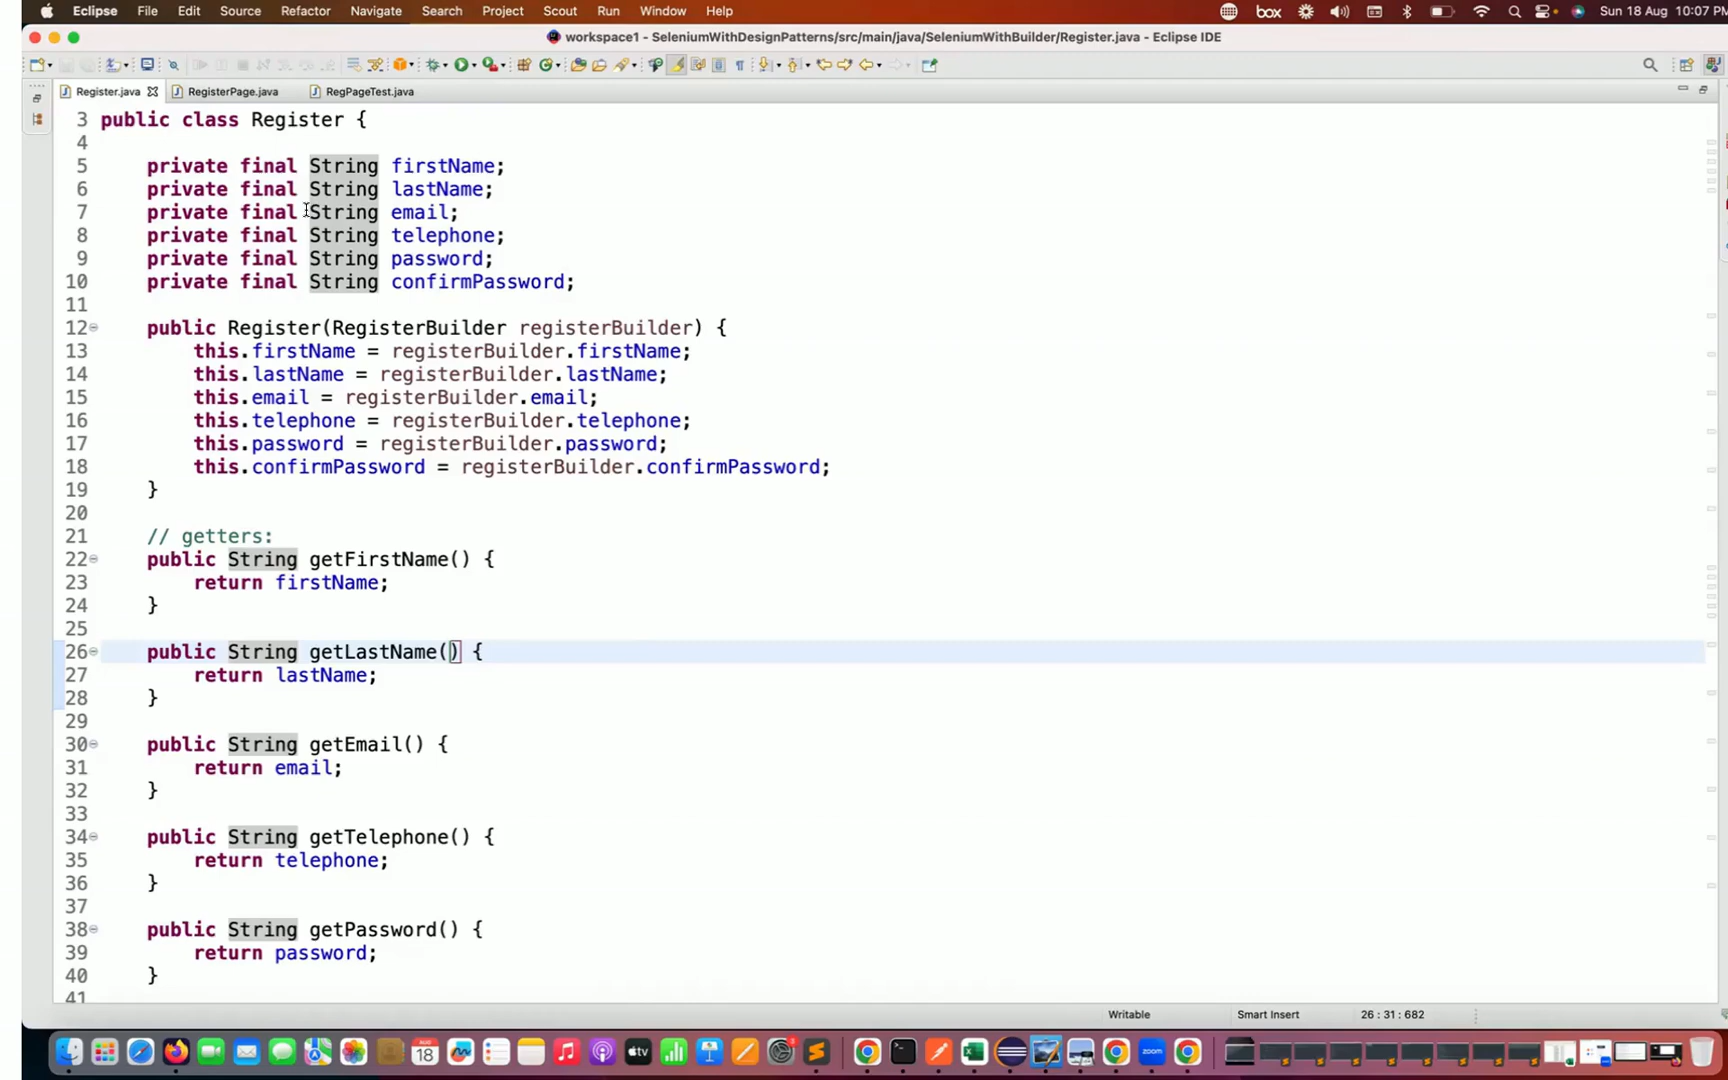 Eclipse File Edit Source Refactor Navigate Search Project Scout Run Window Help box Sun 18 Aug 10:07 PM
workspace1 - SeleniumWithDesignPatterns/src/main/java/SeleniumWithBuilder/Register.java - Eclipse IDE
Register.java RegisterPage.java RegPageTest.java
3 public class Register {
4
5 private final String firstName;
6 private final String lastName;
7 private final String email;
8 private final String telephone;
9 private final String password;
10 private final String confirmPassword;
11
12 public Register(RegisterBuilder registerBuilder) {
13 this.firstName = registerBuilder.firstName;
14 this.lastName = registerBuilder.lastName;
15 this.email = registerBuilder.email;
16 this.telephone = registerBuilder.telephone;
17 this.password = registerBuilder.password;
18 this.confirmPassword = registerBuilder.confirmPassword;
19 }
20
21 // getters:
22 public String getFirstName() {
23 return firstName;
24 }
25
26 public String getLastName() {
27 return lastName;
28 }
29
30 public String getEmail() {
31 return email;
32 }
33
34 public String getTelephone() {
35 return telephone;
36 }
37
38 public String getPassword() {
39 return password;
40 }
41
Writable Smart Insert 26 : 31 : 682
AUG 18 tv zoom